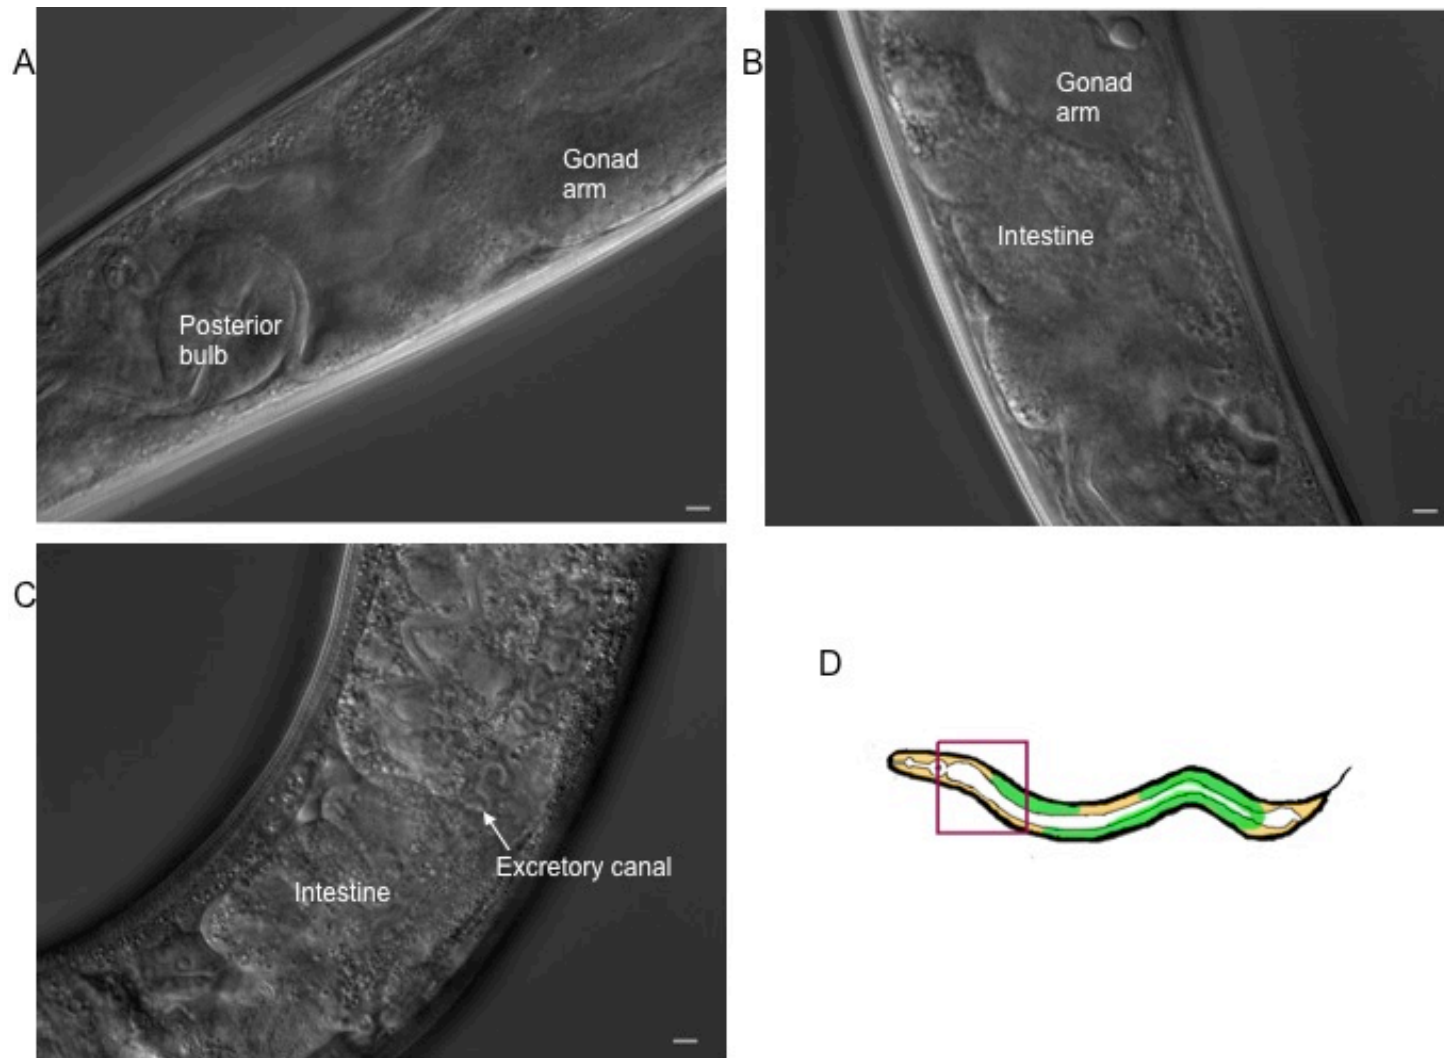 A
Gonad
arm
Posterior
bulb
B
Gonad
arm
Intestine
C
Excretory canal
Intestine
D